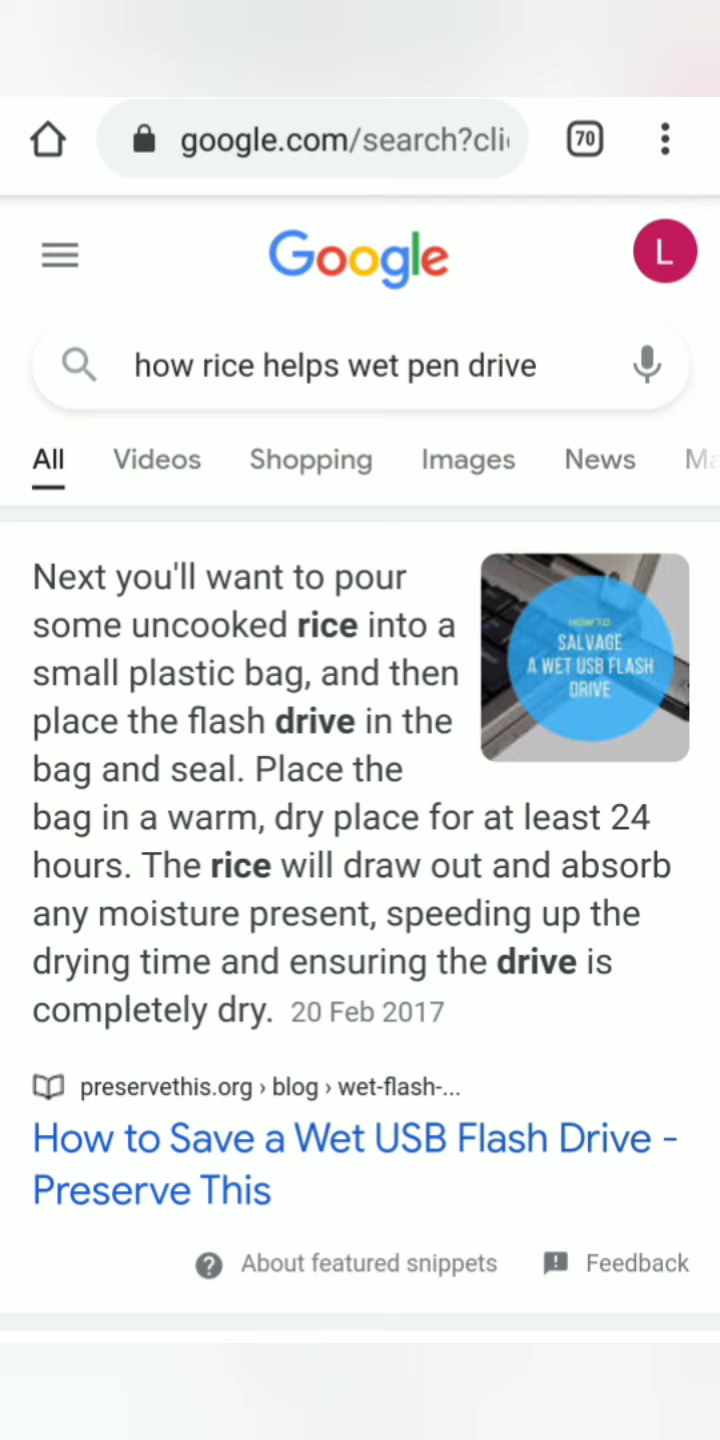 google.com/search?cli
70
Google
L
how rice helps wet pen drive
All Videos Shopping Images News Ma
Next you'll want to pour
some uncooked rice into a
small plastic bag, and then
place the flash drive in the
bag and seal. Place the
bag in a warm, dry place for at least 24
hours. The rice will draw out and absorb
any moisture present, speeding up the
drying time and ensuring the drive is
completely dry. 20 Feb 2017
HOW TO
SALVAGE
A WET USB FLASH
DRIVE
preservethis.org › blog › wet-flash-...
How to Save a Wet USB Flash Drive -
Preserve This
About featured snippets Feedback